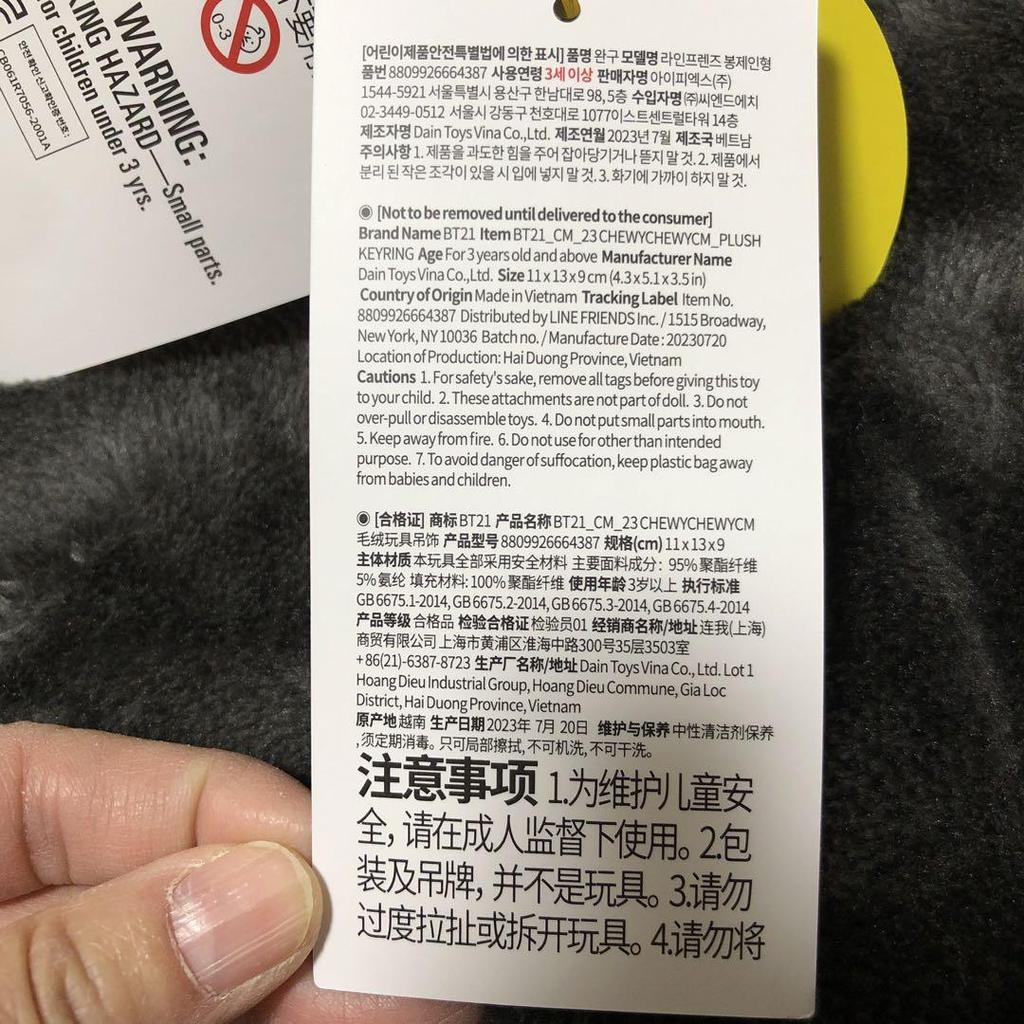 WARNING:
KING HAZARD—Small parts.
or children under 3 yrs.
안전확인 신고확인증번호 :
CB061R7056-2001A
0-3
[어린이제품안전특별법에 의한 표시] 품명 완구 모델명 라인프렌즈 봉제인형
품번 8809926664387 사용연령 3세 이상 판매자명 아이피엑스(주)
1544-5921 서울특별시 용산구 한남대로 98, 5층 수입자명 ㈜씨엔드에치
02-3449-0512 서울시 강동구 천호대로 1077이스트센트럴타워 14층
제조자명 Dain Toys Vina Co., Ltd. 제조연월 2023년 7월 제조국 베트남
주의사항 1. 제품을 과도한 힘을 주어 잡아당기거나 뜯지 말 것. 2. 제품에서
분리 된 작은 조각이 있을 시 입에 넣지 말 것. 3. 화기에 가까이 하지 말 것.
◉ [Not to be removed until delivered to the consumer]
Brand Name BT21 Item BT21_CM_23 CHEWYCHEWYCM_PLUSH
KEYRING Age For 3 years old and above Manufacturer Name
Dain Toys Vina Co., Ltd. Size 11 x 13 x 9 cm (4.3 x 5.1 x 3.5 in)
Country of Origin Made in Vietnam Tracking Label Item No.
8809926664387 Distributed by LINE FRIENDS Inc. / 1515 Broadway,
New York, NY 10036 Batch no. / Manufacture Date : 20230720
Location of Production: Hai Duong Province, Vietnam
Cautions 1. For safety's sake, remove all tags before giving this toy
to your child. 2. These attachments are not part of doll. 3. Do not
over-pull or disassemble toys. 4. Do not put small parts into mouth.
5. Keep away from fire. 6. Do not use for other than intended
purpose. 7. To avoid danger of suffocation, keep plastic bag away
from babies and children.
◉ [合格证] 商标 BT21 产品名称 BT21_CM_23 CHEWYCHEWYCM
毛绒玩具吊饰 产品型号 8809926664387 规格(cm) 11 x 13 x 9
主体材质 本玩具全部采用安全材料 主要面料成分：95% 聚酯纤维
5% 氨纶 填充材料: 100% 聚酯纤维 使用年龄 3岁以上 执行标准
GB 6675.1-2014, GB 6675.2-2014, GB 6675.3-2014, GB 6675.4-2014
产品等级 合格品 检验合格证 检验员01 经销商名称/地址 连我(上海)
商贸有限公司 上海市黄浦区淮海中路300号35层3503室
+86(21)-6387-8723 生产厂名称/地址 Dain Toys Vina Co., Ltd. Lot 1
Hoang Dieu Industrial Group, Hoang Dieu Commune, Gia Loc
District, Hai Duong Province, Vietnam
原产地 越南 生产日期 2023年 7月 20日 维护与保养 中性清洁剂保养
,须定期消毒。只可局部擦拭, 不可机洗, 不可干洗。
注意事项 1.为维护儿童安
全, 请在成人监督下使用。2.包
装及吊牌, 并不是玩具。3.请勿
过度拉扯或拆开玩具。4.请勿将